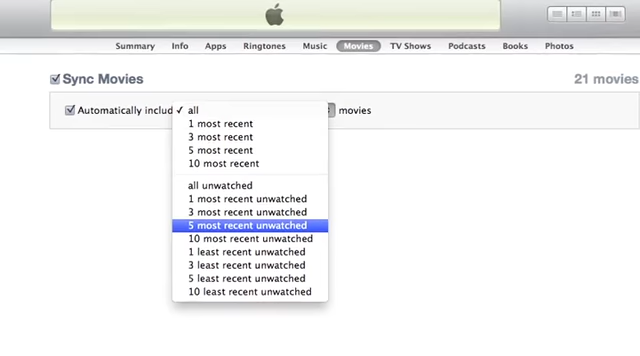 Summary Info Apps Ringtones Music Movies TV Shows Podcasts Books Photos
Sync Movies 21 movies
Automatically includ ✓ all movies
1 most recent
3 most recent
5 most recent
10 most recent
all unwatched
1 most recent unwatched
3 most recent unwatched
5 most recent unwatched
10 most recent unwatched
1 least recent unwatched
3 least recent unwatched
5 least recent unwatched
10 least recent unwatched